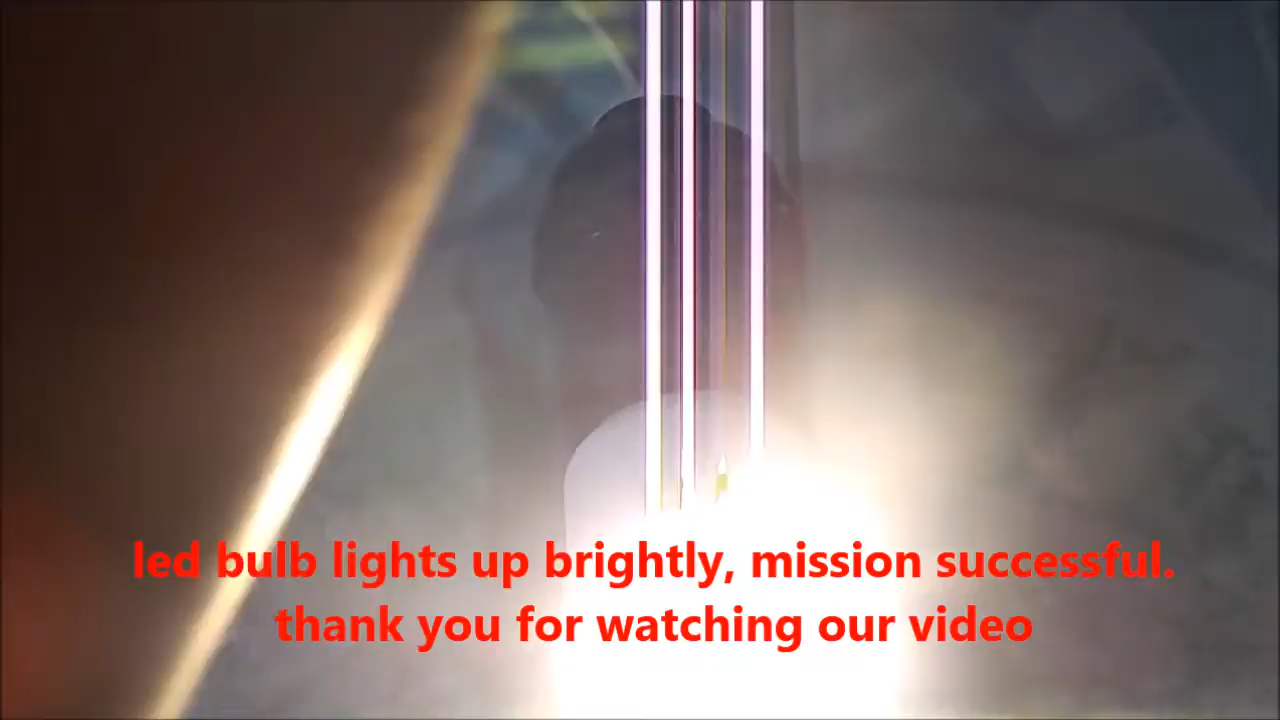 led bulb lights up brightly, mission successful.
thank you for watching our video